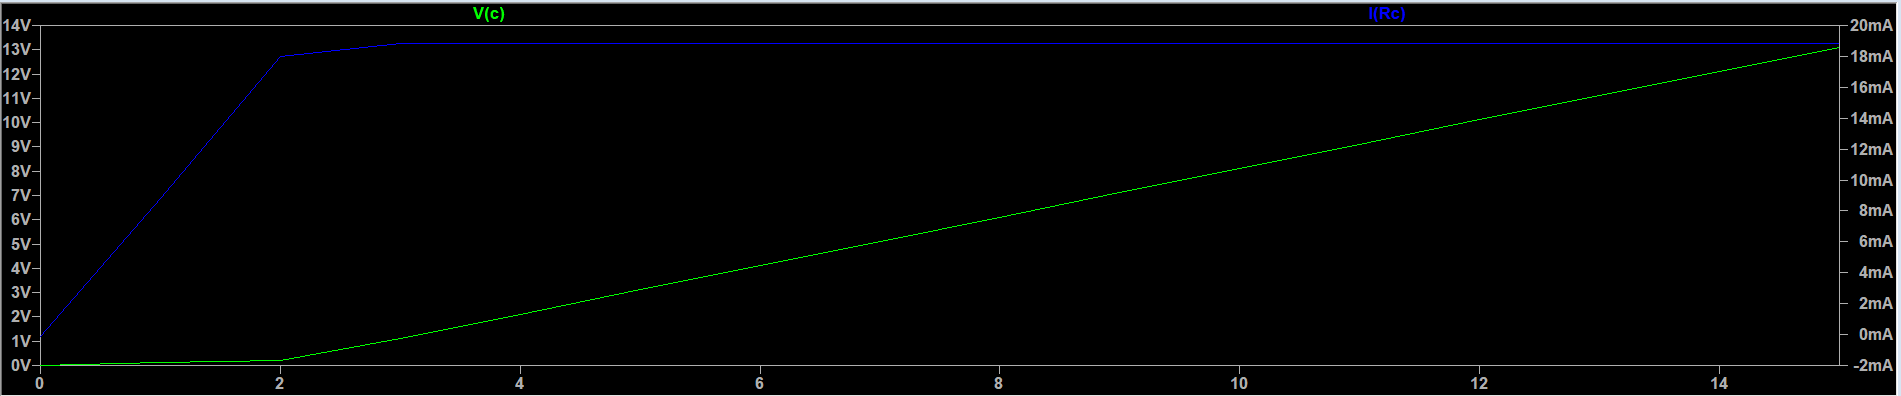 V(c) I(Rc)
14V 20mA
13V 18mA
12V 16mA
11V 14mA
10V 12mA
9V 10mA
8V 8mA
7V 6mA
6V 4mA
5V 2mA
4V 0mA
3V -2mA
2V
1V
0V
0 2 4 6 8 10 12 14